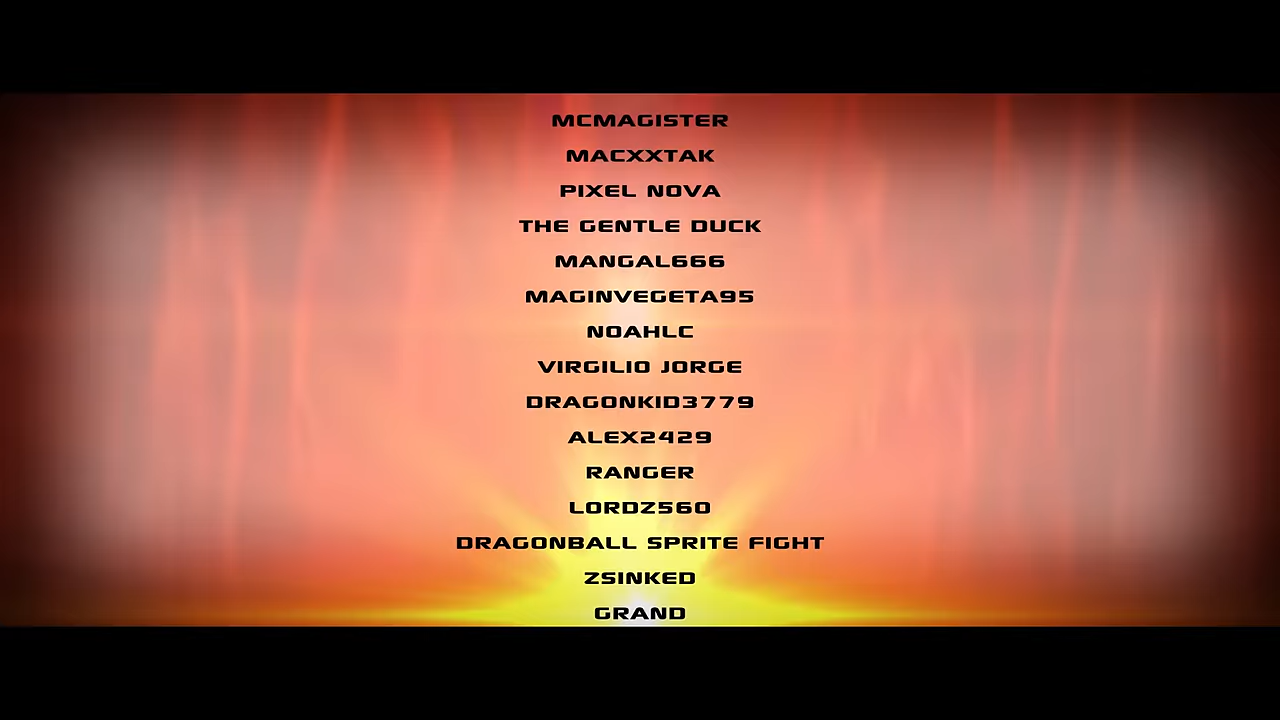 MCMAGISTER
MACXXTAK
PIXEL NOVA
THE GENTLE DUCK
MANGAL666
MAGINVEGETA95
NOAHLC
VIRGILIO JORGE
DRAGONKID3779
ALEX2429
RANGER
LORDZ560
DRAGONBALL SPRITE FIGHT
ZSINKED
GRAND